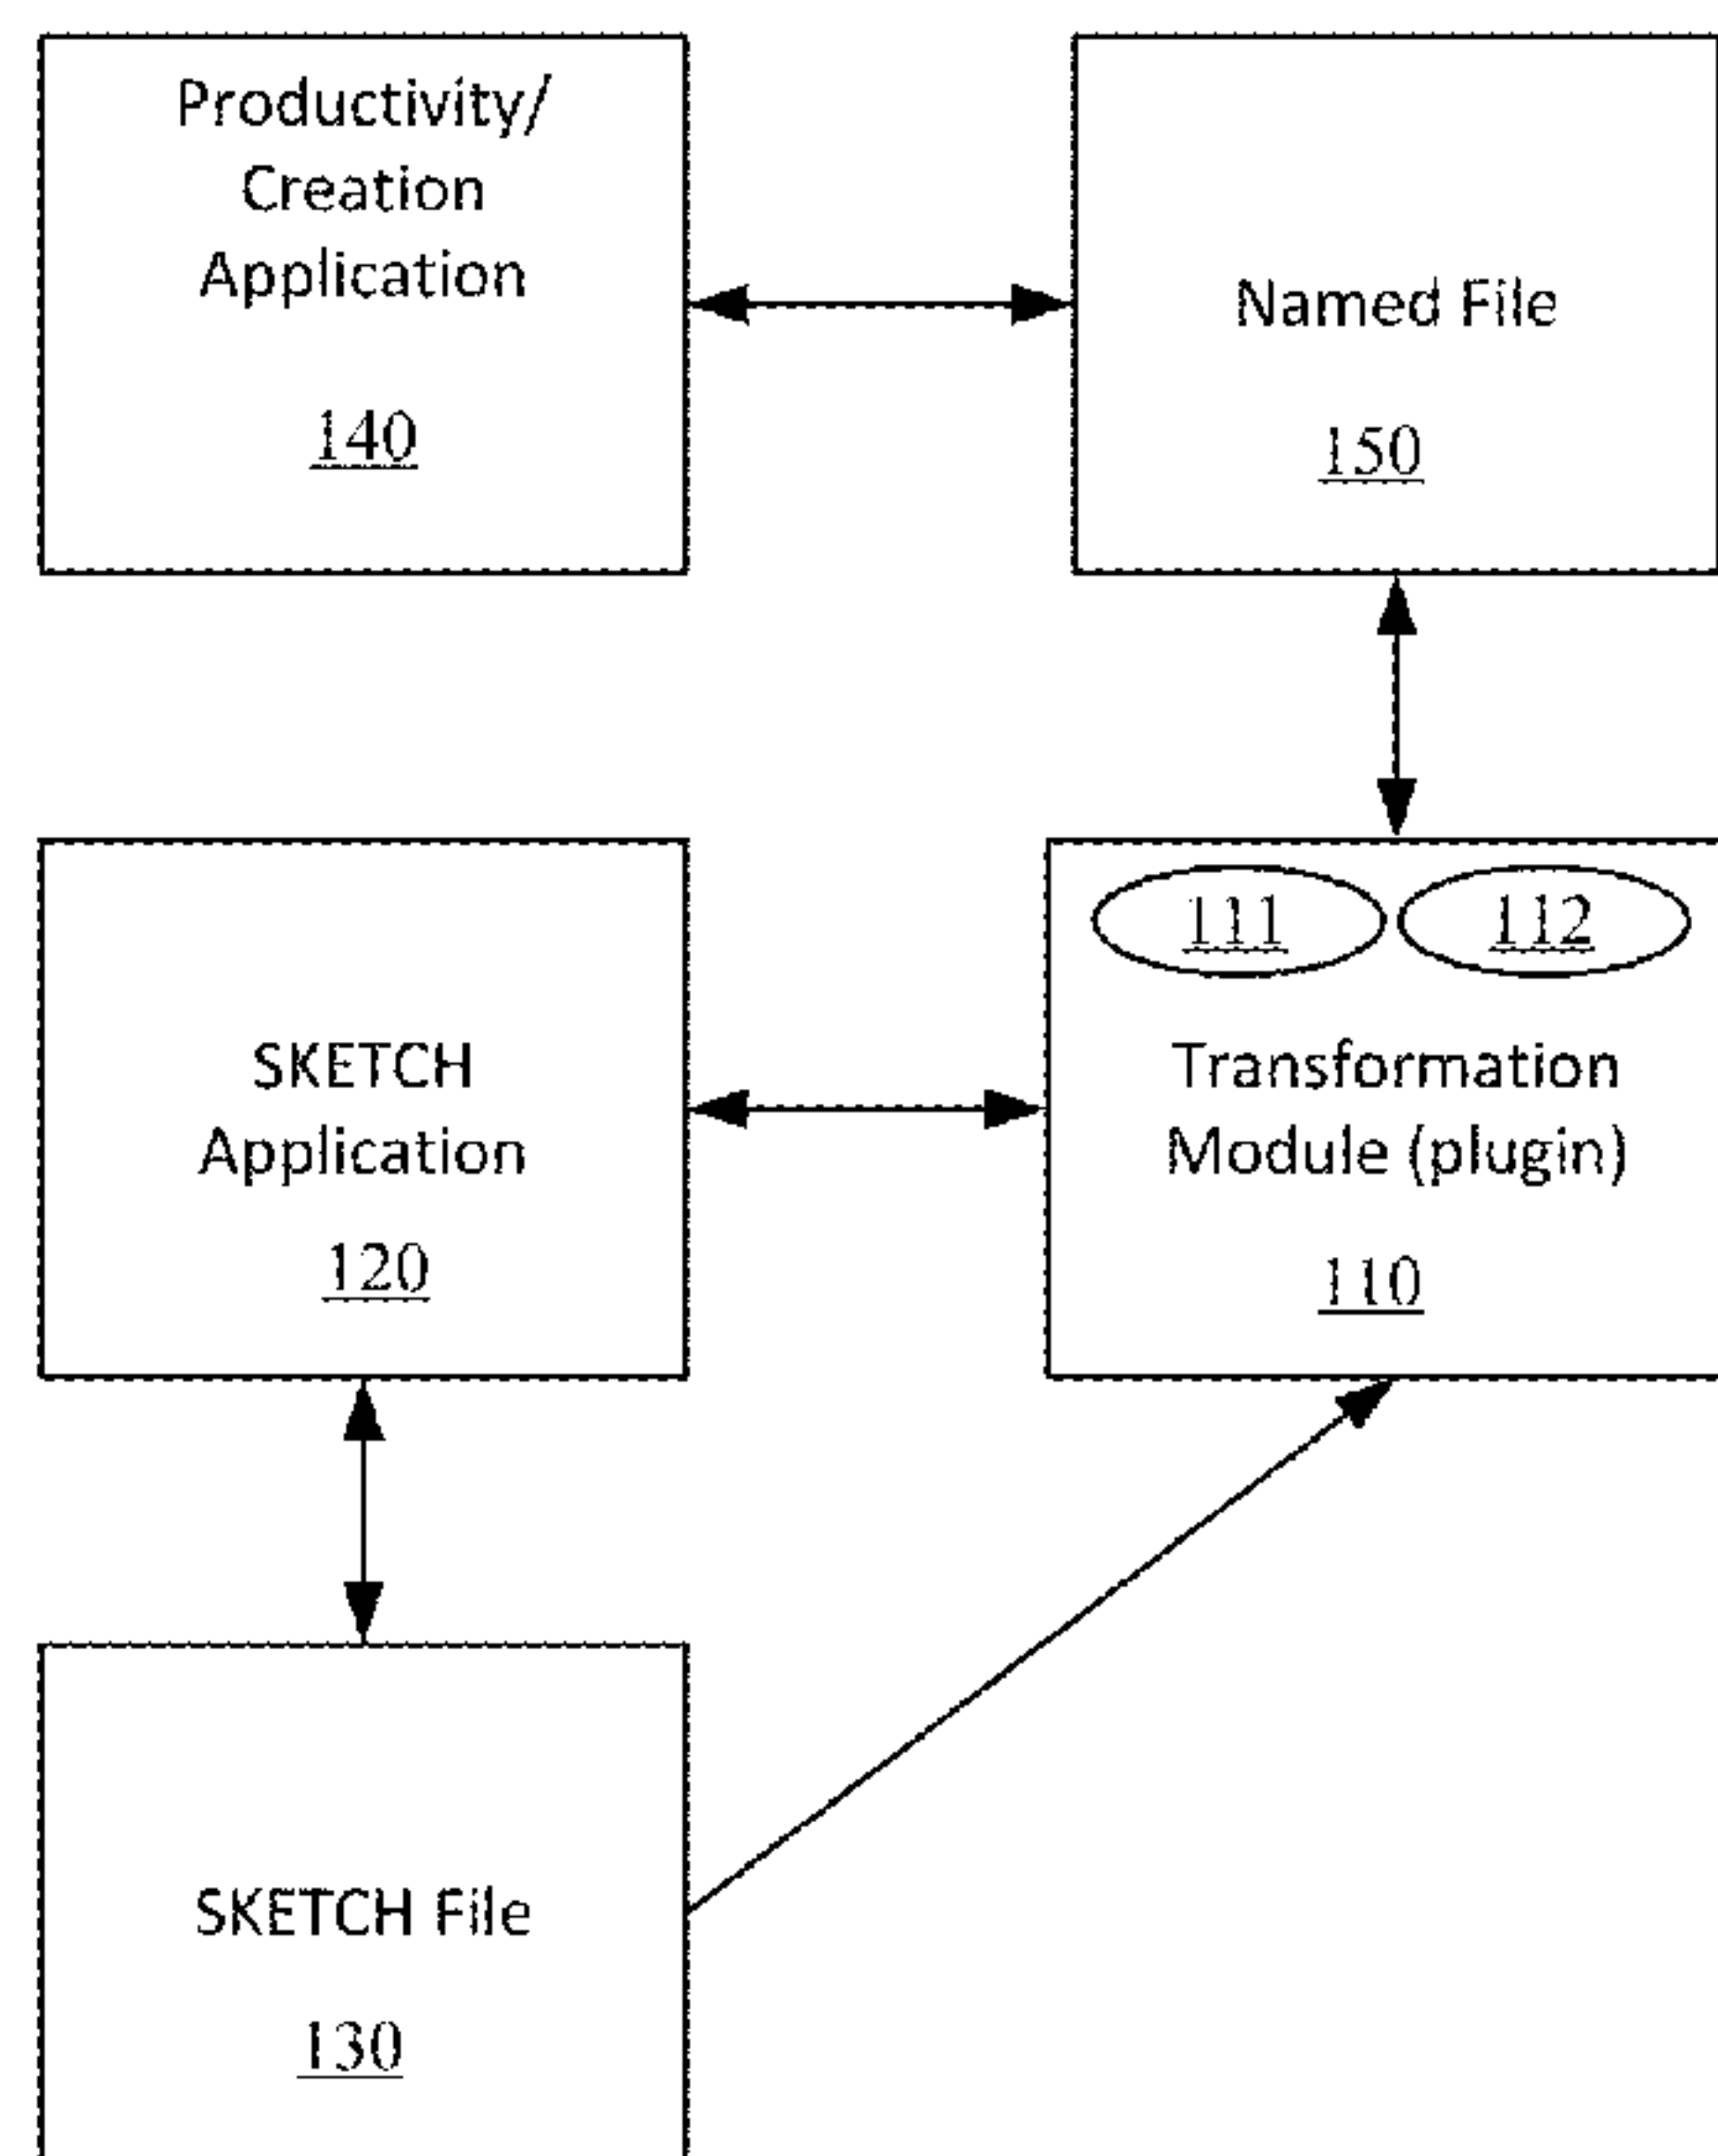 Productivity/
Creation
Application
140
Named File
150
SKETCH
Application
120
111
112
Transformation
Module (plugin)
110
SKETCH File
130